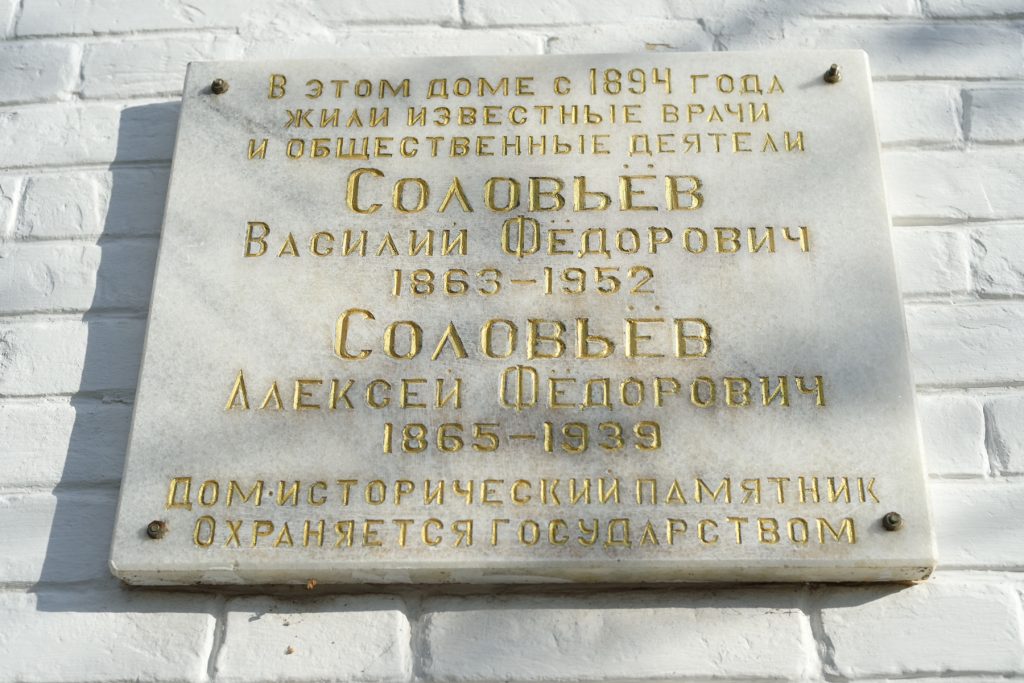 В этом доме с 1894 года
жили известные врачи
и общественные деятели
Соловьёв
Василий Фёдорович
1863-1952
Соловьёв
Алексей Фёдорович
1865-1939
Дом·исторический памятник
Охраняется государством